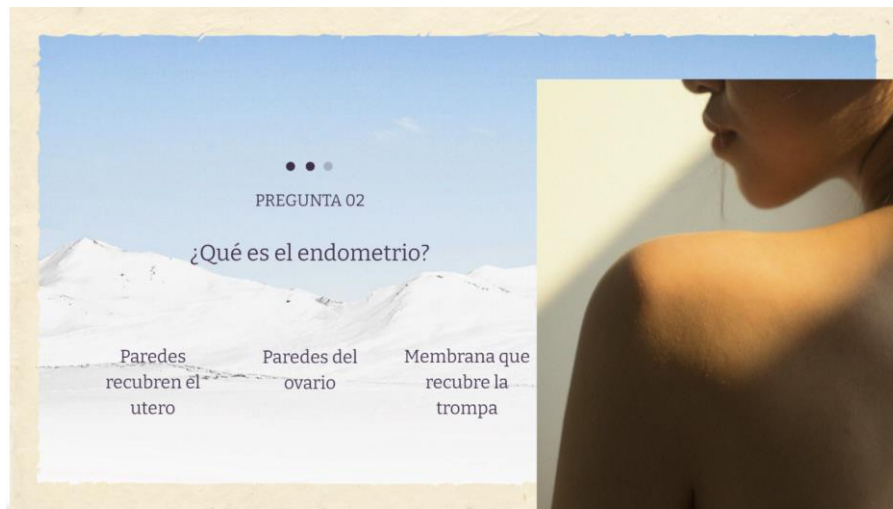 PREGUNTA 02
¿Qué es el endometrio?
Paredes
recubren el
utero
Paredes del
ovario
Membrana que
recubre la
trompa